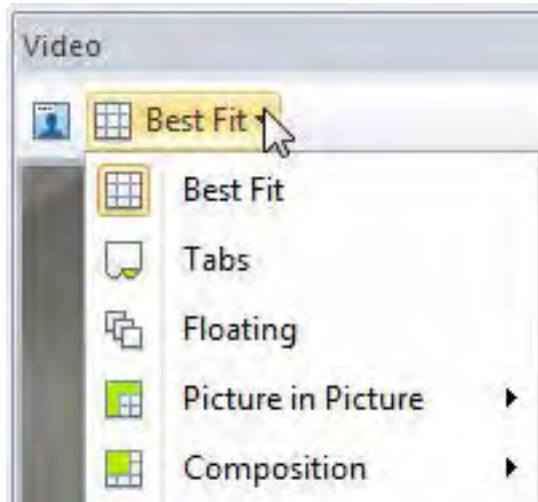 Video
Best Fit
Best Fit
Tabs
Floating
Picture in Picture
Composition